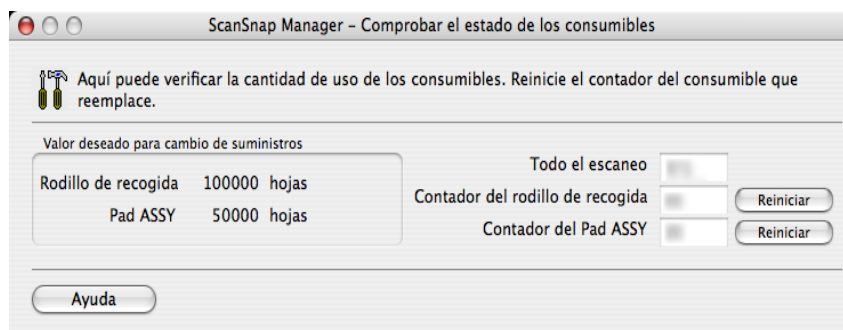 ScanSnap Manager – Comprobar el estado de los consumibles
Aquí puede verificar la cantidad de uso de los consumibles. Reinicie el contador del consumible que
reemplace.
Valor deseado para cambio de suministros
Rodillo de recogida 100000 hojas
Pad ASSY 50000 hojas
Todo el escaneo
Contador del rodillo de recogida Reiniciar
Contador del Pad ASSY Reiniciar
Ayuda